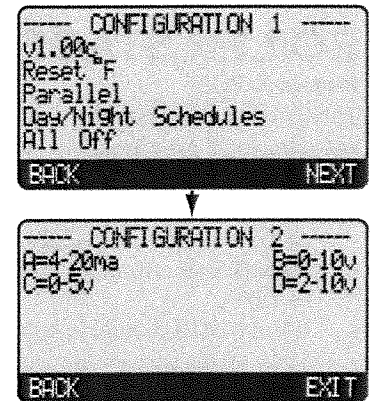 ----- CONFIGURATION 1 -----
v1.00c
Reset °F
Parallel
Day/Night Schedules
All Off
BACK NEXT
----- CONFIGURATION 2 -----
A=4-20ma B=0-10v
C=0-5v D=2-10v
BACK EXIT